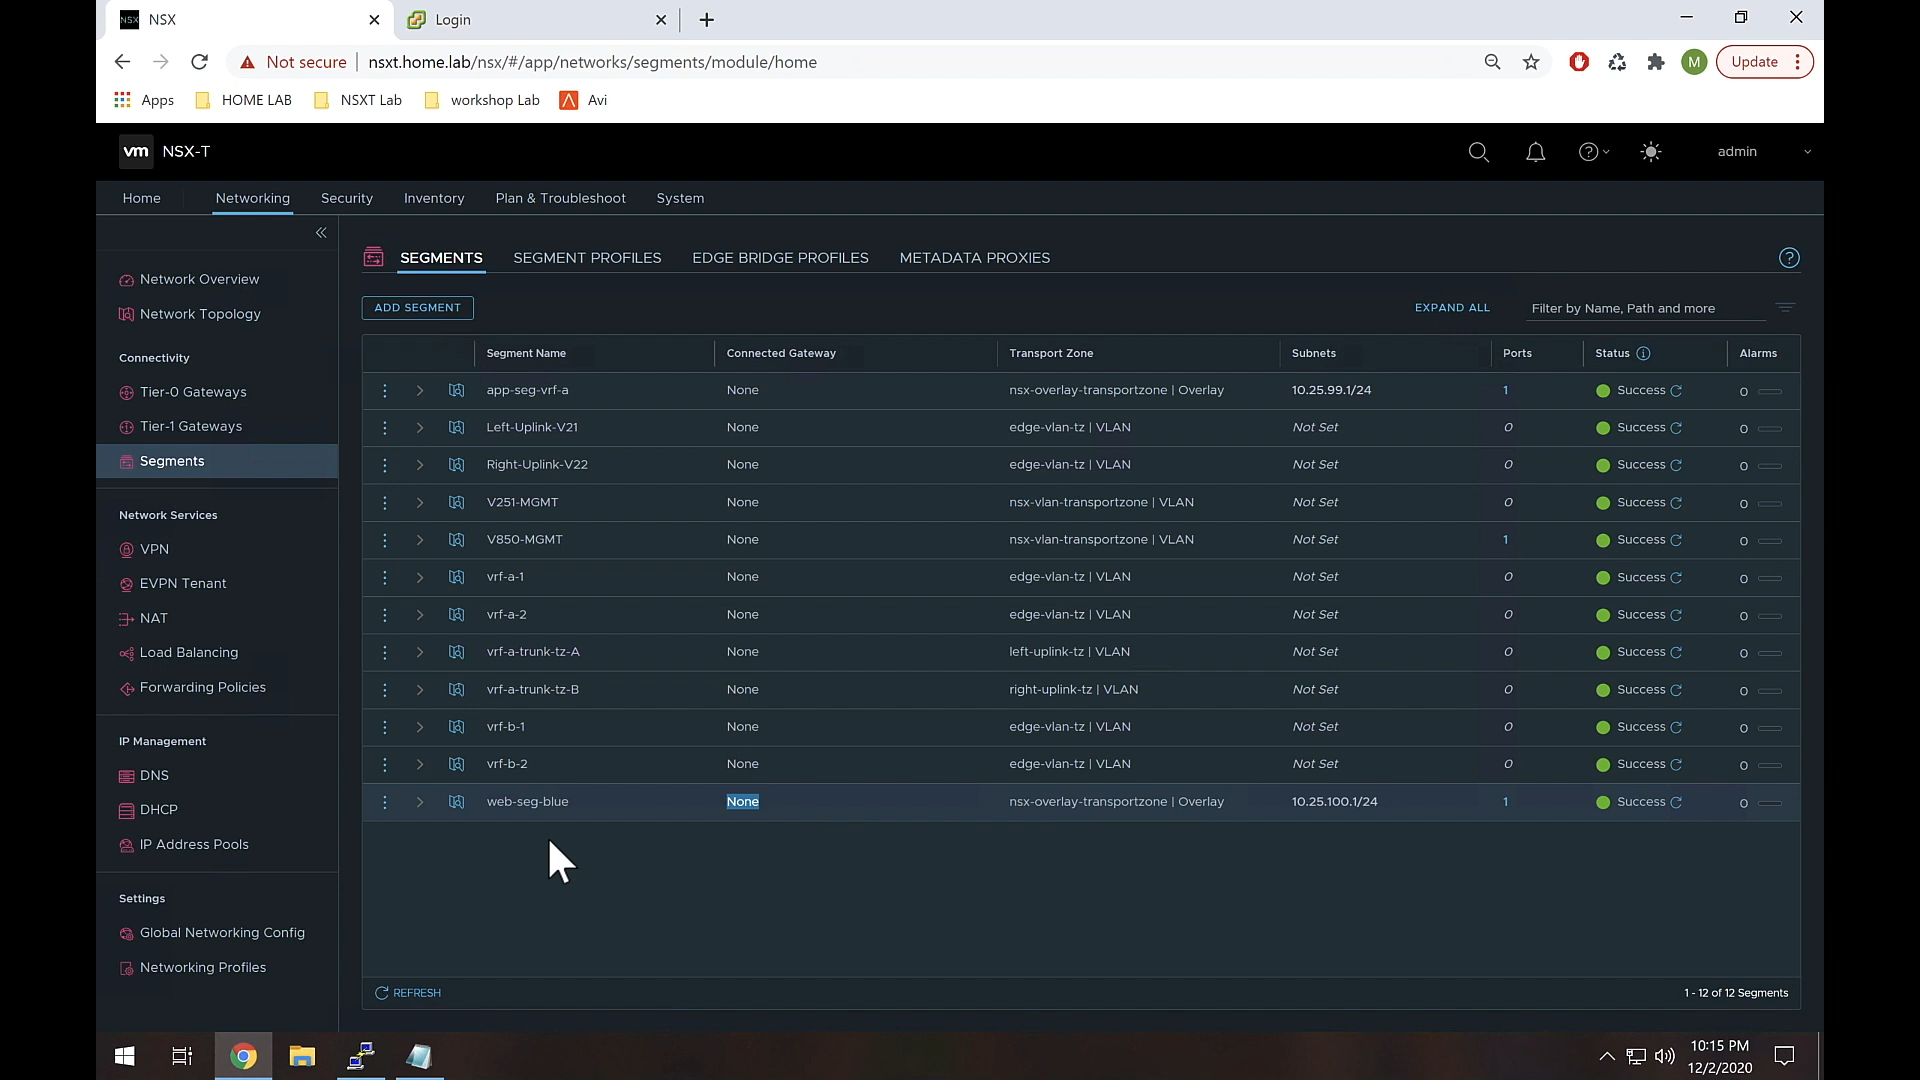 NSX
Login
Not secure | nsxt.home.lab/nsx/#/app/networks/segments/module/home
M
Update
Apps
HOME LAB
NSXT Lab
workshop Lab
Avi
vm NSX-T
admin
Home
Networking
Security
Inventory
Plan & Troubleshoot
System
Network Overview
Network Topology
Connectivity
Tier-0 Gateways
Tier-1 Gateways
Segments
Network Services
VPN
EVPN Tenant
NAT
Load Balancing
Forwarding Policies
IP Management
DNS
DHCP
IP Address Pools
Settings
Global Networking Config
Networking Profiles
SEGMENTS
SEGMENT PROFILES
EDGE BRIDGE PROFILES
METADATA PROXIES
ADD SEGMENT
EXPAND ALL
Filter by Name, Path and more
Segment Name Connected Gateway Transport Zone Subnets Ports Status Alarms
app-seg-vrf-a None nsx-overlay-transportzone | Overlay 10.25.99.1/24 1 Success 0
Left-Uplink-V21 None edge-vlan-tz | VLAN Not Set 0 Success 0
Right-Uplink-V22 None edge-vlan-tz | VLAN Not Set 0 Success 0
V251-MGMT None nsx-vlan-transportzone | VLAN Not Set 0 Success 0
V850-MGMT None nsx-vlan-transportzone | VLAN Not Set 1 Success 0
vrf-a-1 None edge-vlan-tz | VLAN Not Set 0 Success 0
vrf-a-2 None edge-vlan-tz | VLAN Not Set 0 Success 0
vrf-a-trunk-tz-A None left-uplink-tz | VLAN Not Set 0 Success 0
vrf-a-trunk-tz-B None right-uplink-tz | VLAN Not Set 0 Success 0
vrf-b-1 None edge-vlan-tz | VLAN Not Set 0 Success 0
vrf-b-2 None edge-vlan-tz | VLAN Not Set 0 Success 0
web-seg-blue None nsx-overlay-transportzone | Overlay 10.25.100.1/24 1 Success 0
REFRESH
1 - 12 of 12 Segments
10:15 PM
12/2/2020